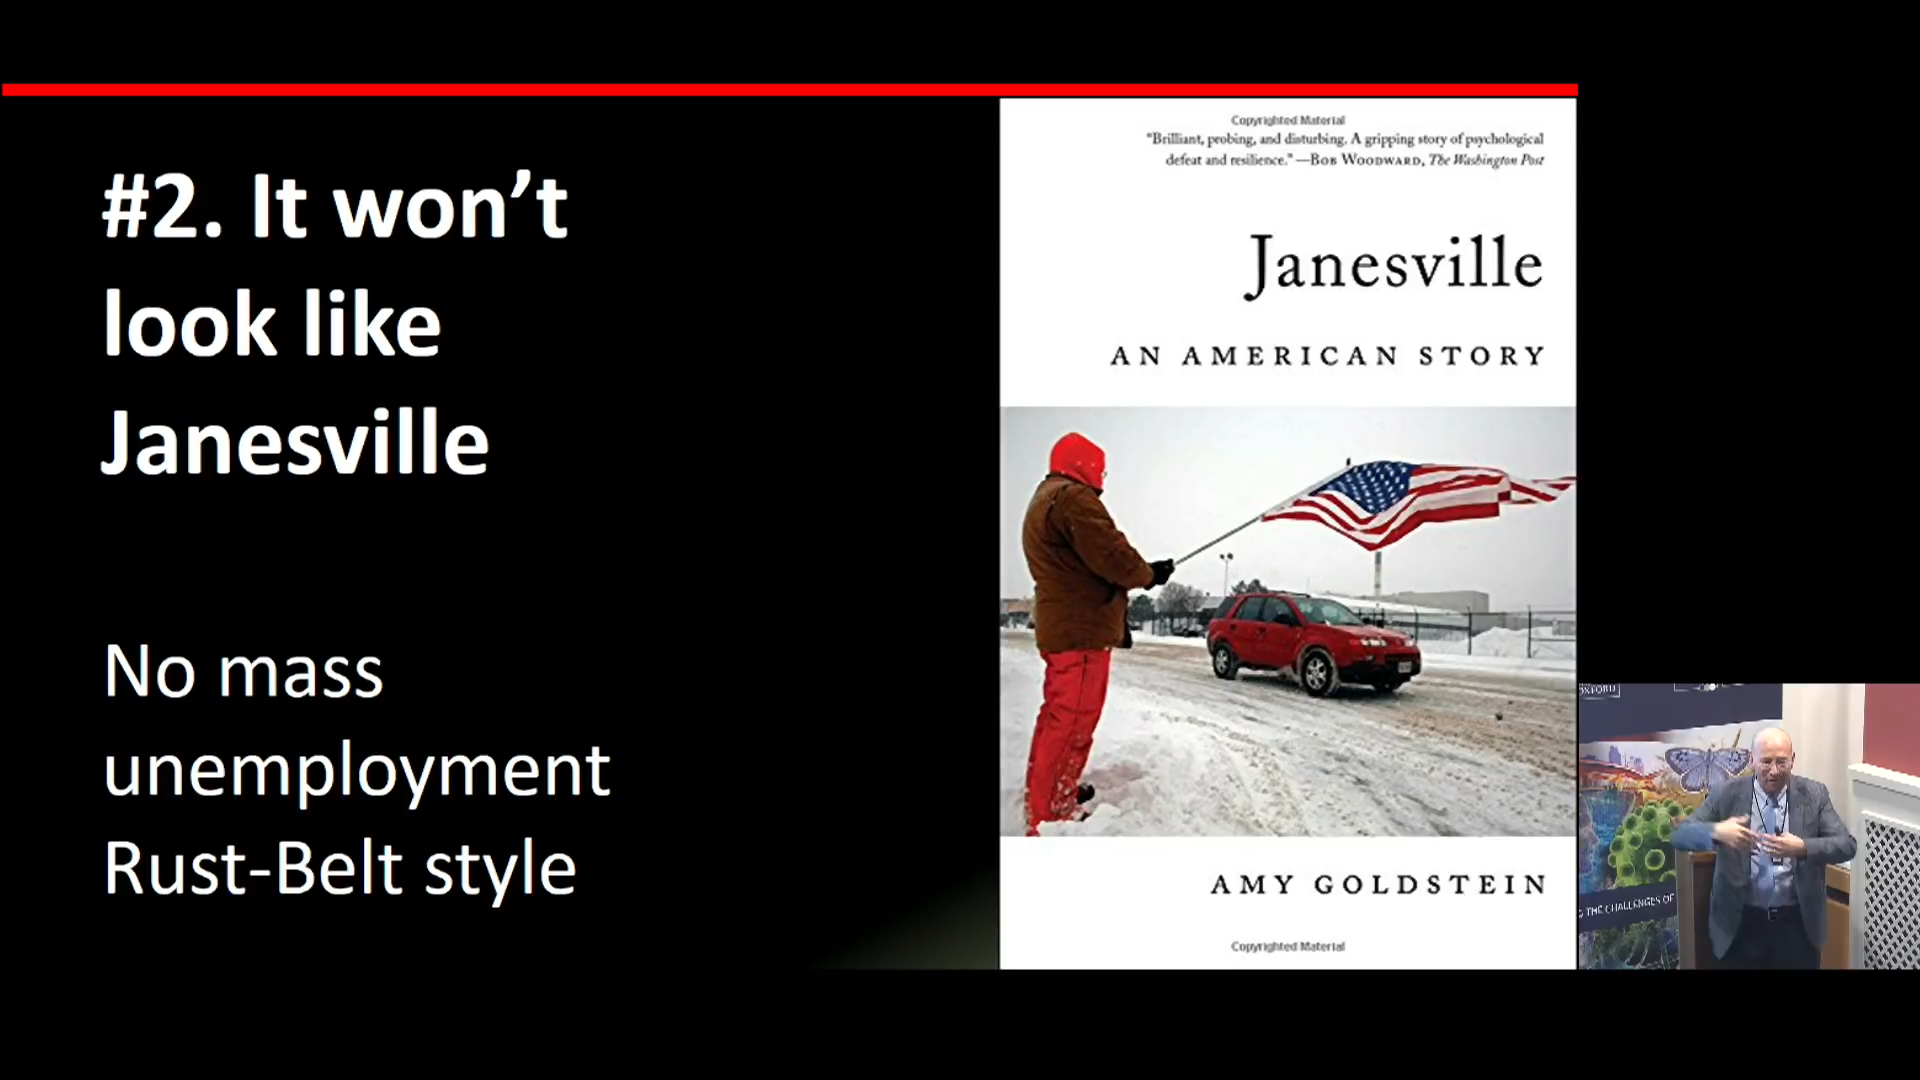 #2. It won’t
look like
Janesville
No mass
unemployment
Rust-Belt style
Copyrighted Material
"Brilliant, probing, and disturbing. A gripping story of psychological
defeat and resilience." —BOB WOODWARD, The Washington Post
Janesville
AN AMERICAN STORY
AMY GOLDSTEIN
Copyrighted Material
OXFORD
THE CHALLENGES OF